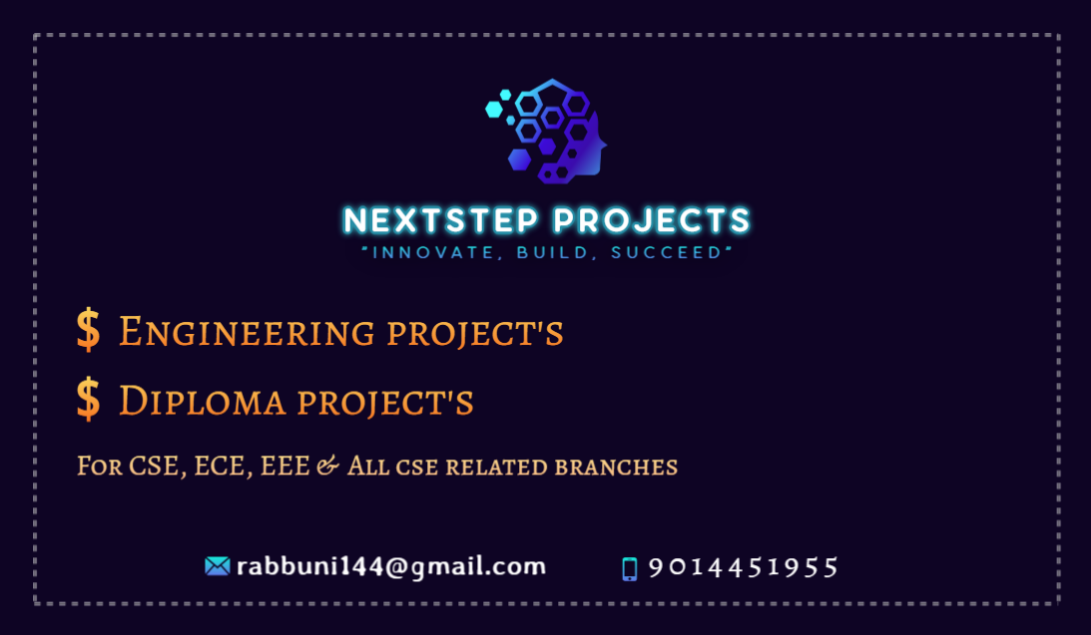 NEXTSTEP PROJECTS
"INNOVATE, BUILD, SUCCEED"
$ Engineering project's
$ Diploma project's
For CSE, ECE, EEE & All cse related branches
rabbuni144@gmail.com 9014451955